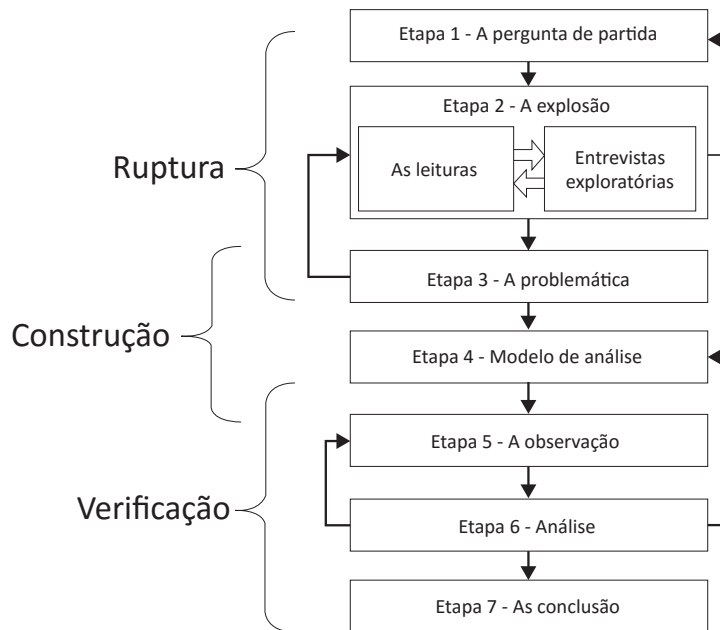 Etapa 1 - A pergunta de partida
Etapa 2 - A explosão
As leituras
Entrevistas
exploratórias
Ruptura
Etapa 3 - A problemática
Construção
Etapa 4 - Modelo de análise
Etapa 5 - A observação
Verificação
Etapa 6 - Análise
Etapa 7 - As conclusão